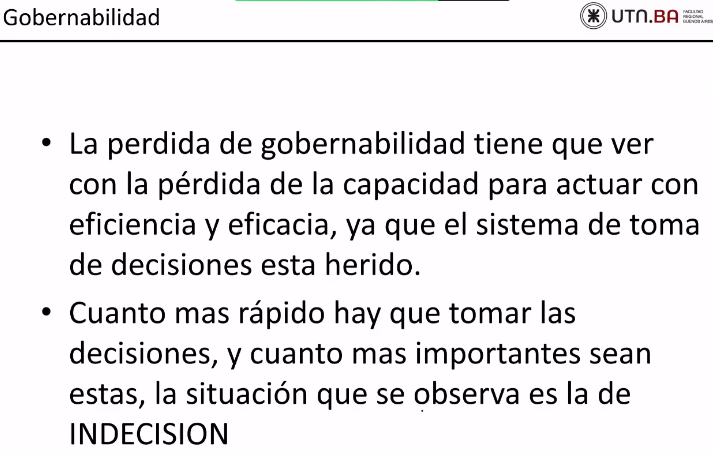 Gobernabilidad
UTN.BA
FACULTAD
REGIONAL
BUENOS AIRES
• La perdida de gobernabilidad tiene que ver
con la pérdida de la capacidad para actuar con
eficiencia y eficacia, ya que el sistema de toma
de decisiones esta herido.
• Cuanto mas rápido hay que tomar las
decisiones, y cuanto mas importantes sean
estas, la situación que se observa es la de
INDECISION